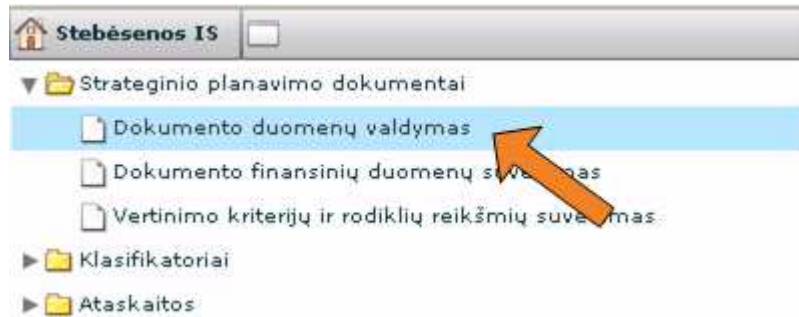 Stebėsenos IS
Strateginio planavimo dokumentai
Dokumento duomenų valdymas
Dokumento finansinių duomenų
Vertinimo kriterijų ir rodiklių reikšmių
Klasifikatoriai
Ataskaitos